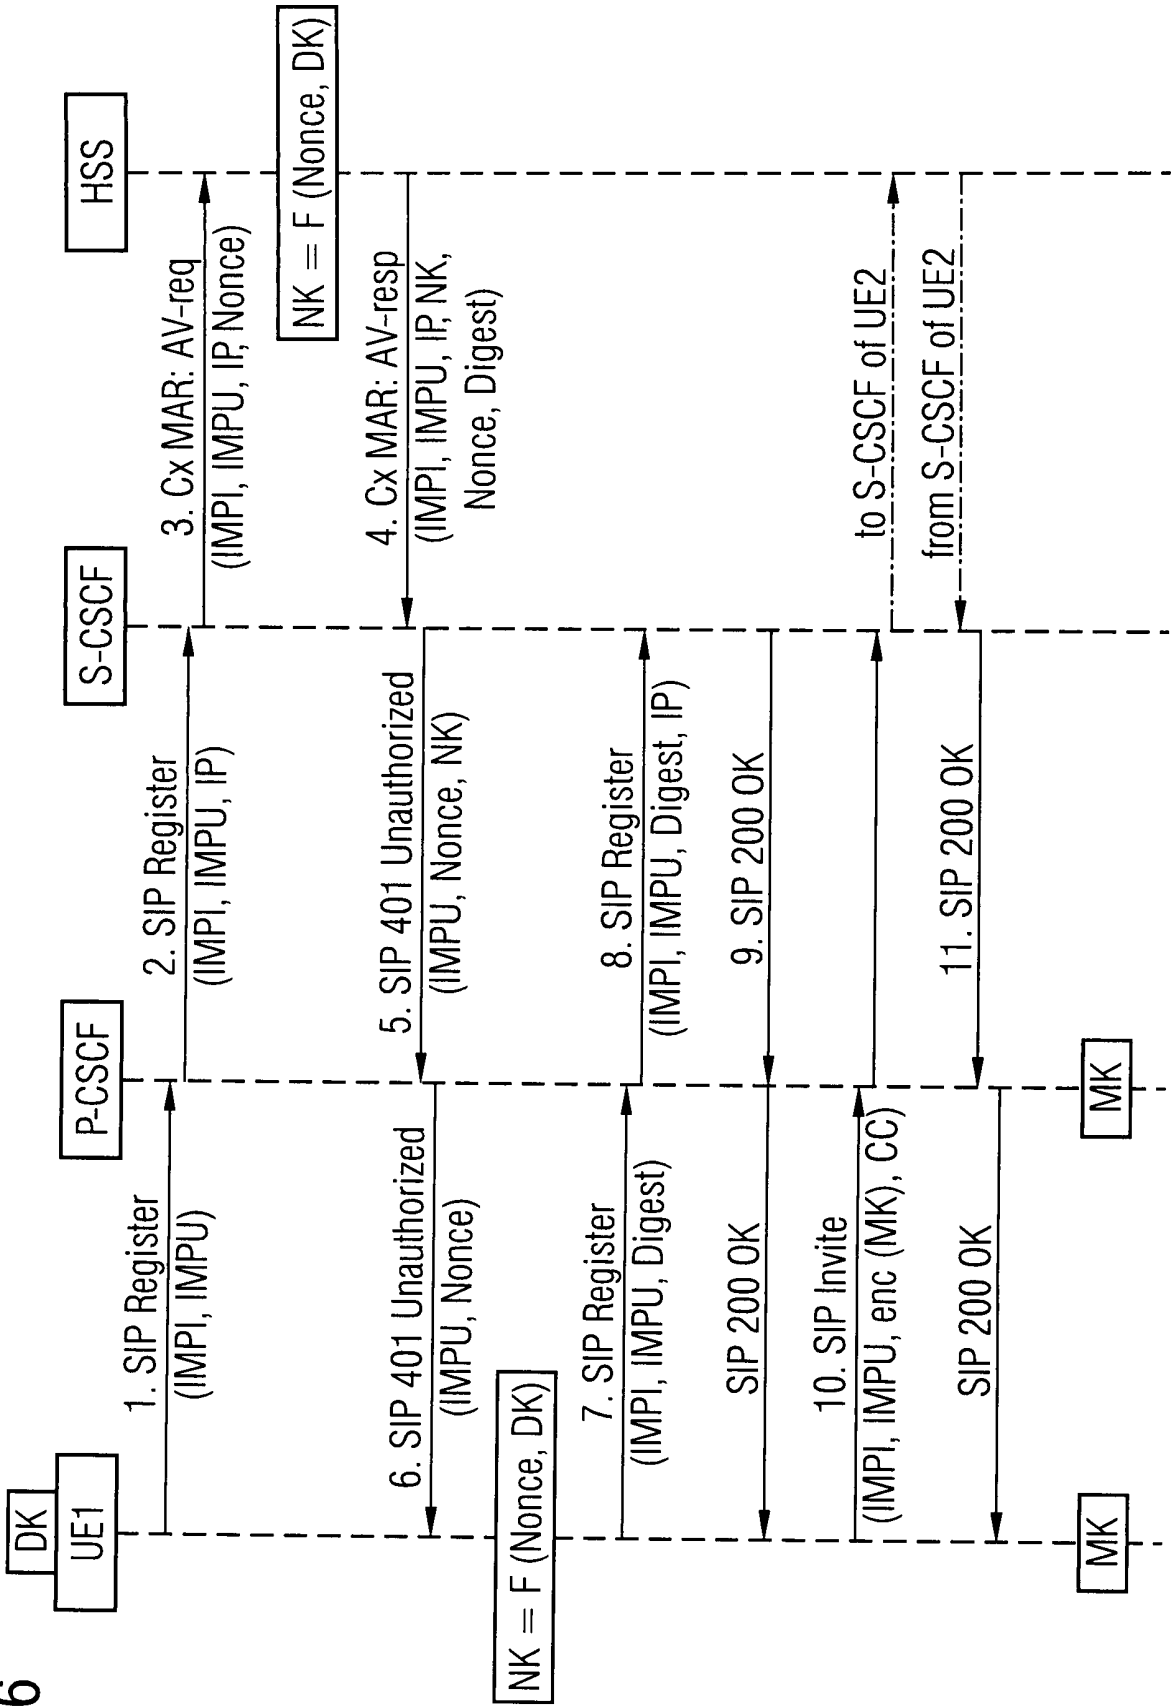 6
DK
UE1
P-CSCF
S-CSCF
HSS
1. SIP Register
(IMPI, IMPU)
2. SIP Register
(IMPI, IMPU, IP)
3. Cx MAR: AV-req
(IMPI, IMPU, IP, Nonce)
NK = F (Nonce, DK)
4. Cx MAR: AV-resp
(IMPI, IMPU, IP, NK,
Nonce, Digest)
5. SIP 401 Unauthorized
(IMPU, Nonce, NK)
6. SIP 401 Unauthorized
(IMPU, Nonce)
NK = F (Nonce, DK)
7. SIP Register
(IMPI, IMPU, Digest)
8. SIP Register
(IMPI, IMPU, Digest, IP)
9. SIP 200 OK
SIP 200 OK
10. SIP Invite
(IMPI, IMPU, enc (MK), CC)
to S-CSCF of UE2
from S-CSCF of UE2
11. SIP 200 OK
SIP 200 OK
MK
MK